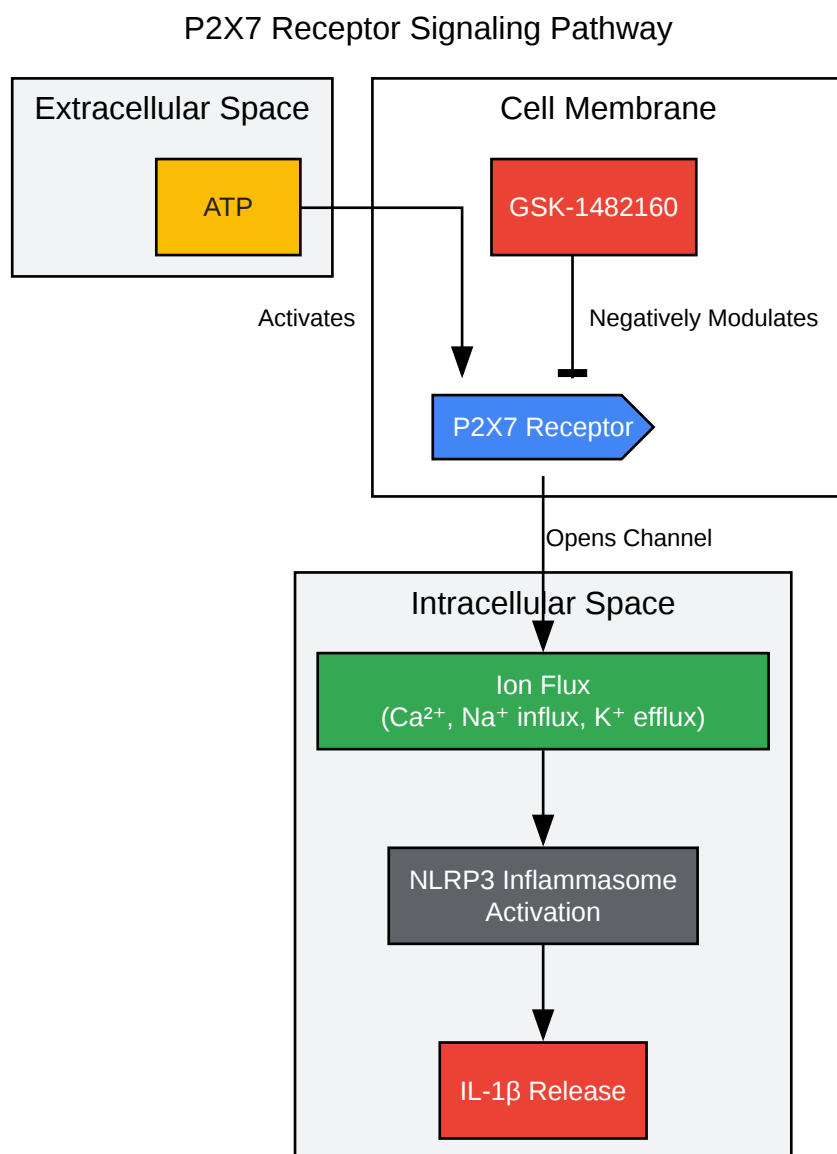 P2X7 Receptor Signaling Pathway
Extracellular Space
Cell Membrane
ATP
GSK-1482160
Activates
Negatively Modulates
P2X7 Receptor
Opens Channel
Intracellular Space
Ion Flux
(Ca²⁺, Na⁺ influx, K⁺ efflux)
NLRP3 Inflammasome
Activation
IL-1β Release